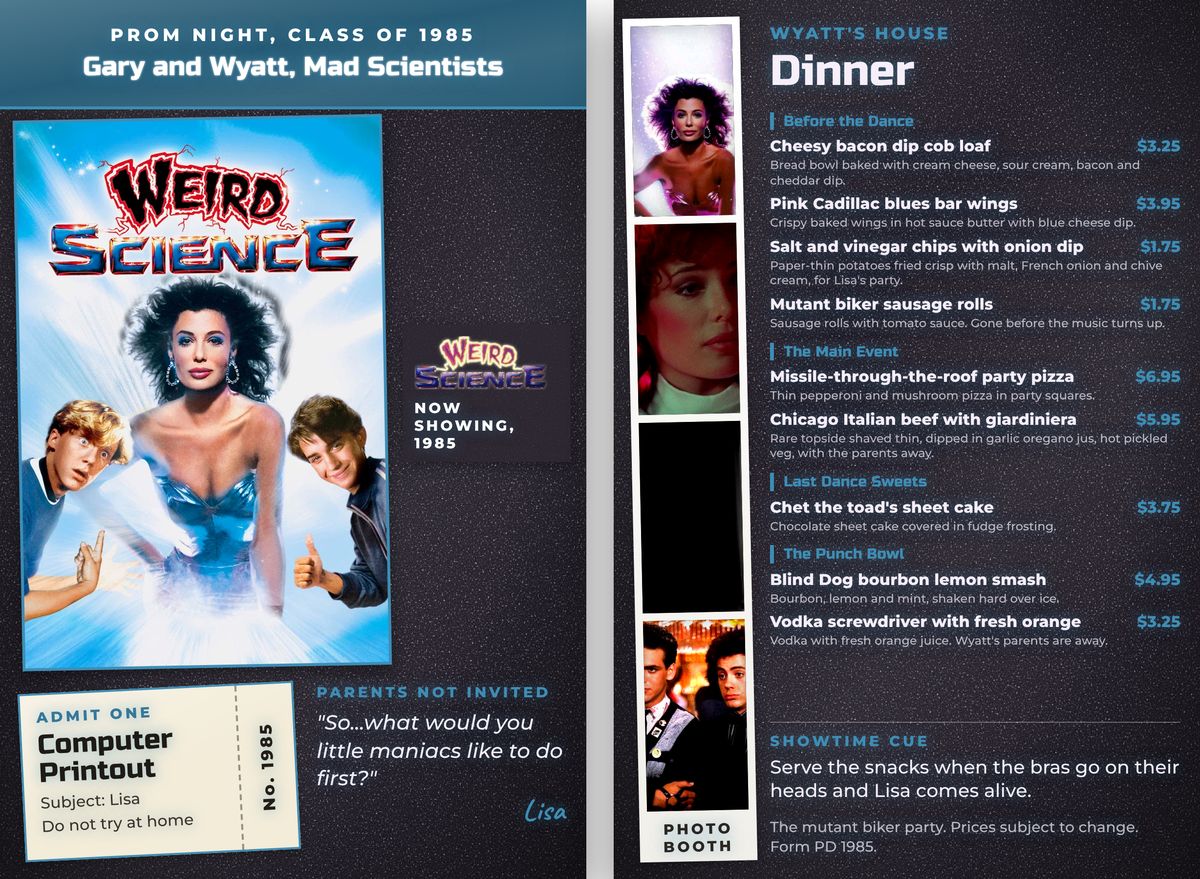 PROM NIGHT, CLASS OF 1985
Gary and Wyatt, Mad Scientists
WEIRD
SCIENCE
WEIRD
SCIENCE
NOW
SHOWING,
1985
ADMIT ONE
Computer
Printout
Subject: Lisa
Do not try at home
No. 1985
PARENTS NOT INVITED
"So...what would you
little maniacs like to do
first?"
Lisa
PHOTO
BOOTH
WYATT'S HOUSE
Dinner
Before the Dance
Cheesy bacon dip cob loaf $3.25
Bread bowl baked with cream cheese, sour cream, bacon and
cheddar dip.
Pink Cadillac blues bar wings $3.95
Crispy baked wings in hot sauce butter with blue cheese dip.
Salt and vinegar chips with onion dip $1.75
Paper-thin potatoes fried crisp with malt, French onion and chive
cream, for Lisa's party.
Mutant biker sausage rolls $1.75
Sausage rolls with tomato sauce. Gone before the music turns up.
The Main Event
Missile-through-the-roof party pizza $6.95
Thin pepperoni and mushroom pizza in party squares.
Chicago Italian beef with giardiniera $5.95
Rare topside shaved thin, dipped in garlic oregano jus, hot pickled
veg, with the parents away.
Last Dance Sweets
Chet the toad's sheet cake $3.75
Chocolate sheet cake covered in fudge frosting.
The Punch Bowl
Blind Dog bourbon lemon smash $4.95
Bourbon, lemon and mint, shaken hard over ice.
Vodka screwdriver with fresh orange $3.25
Vodka with fresh orange juice. Wyatt's parents are away.
SHOWTIME CUE
Serve the snacks when the bras go on their
heads and Lisa comes alive.
The mutant biker party. Prices subject to change.
Form PD 1985.